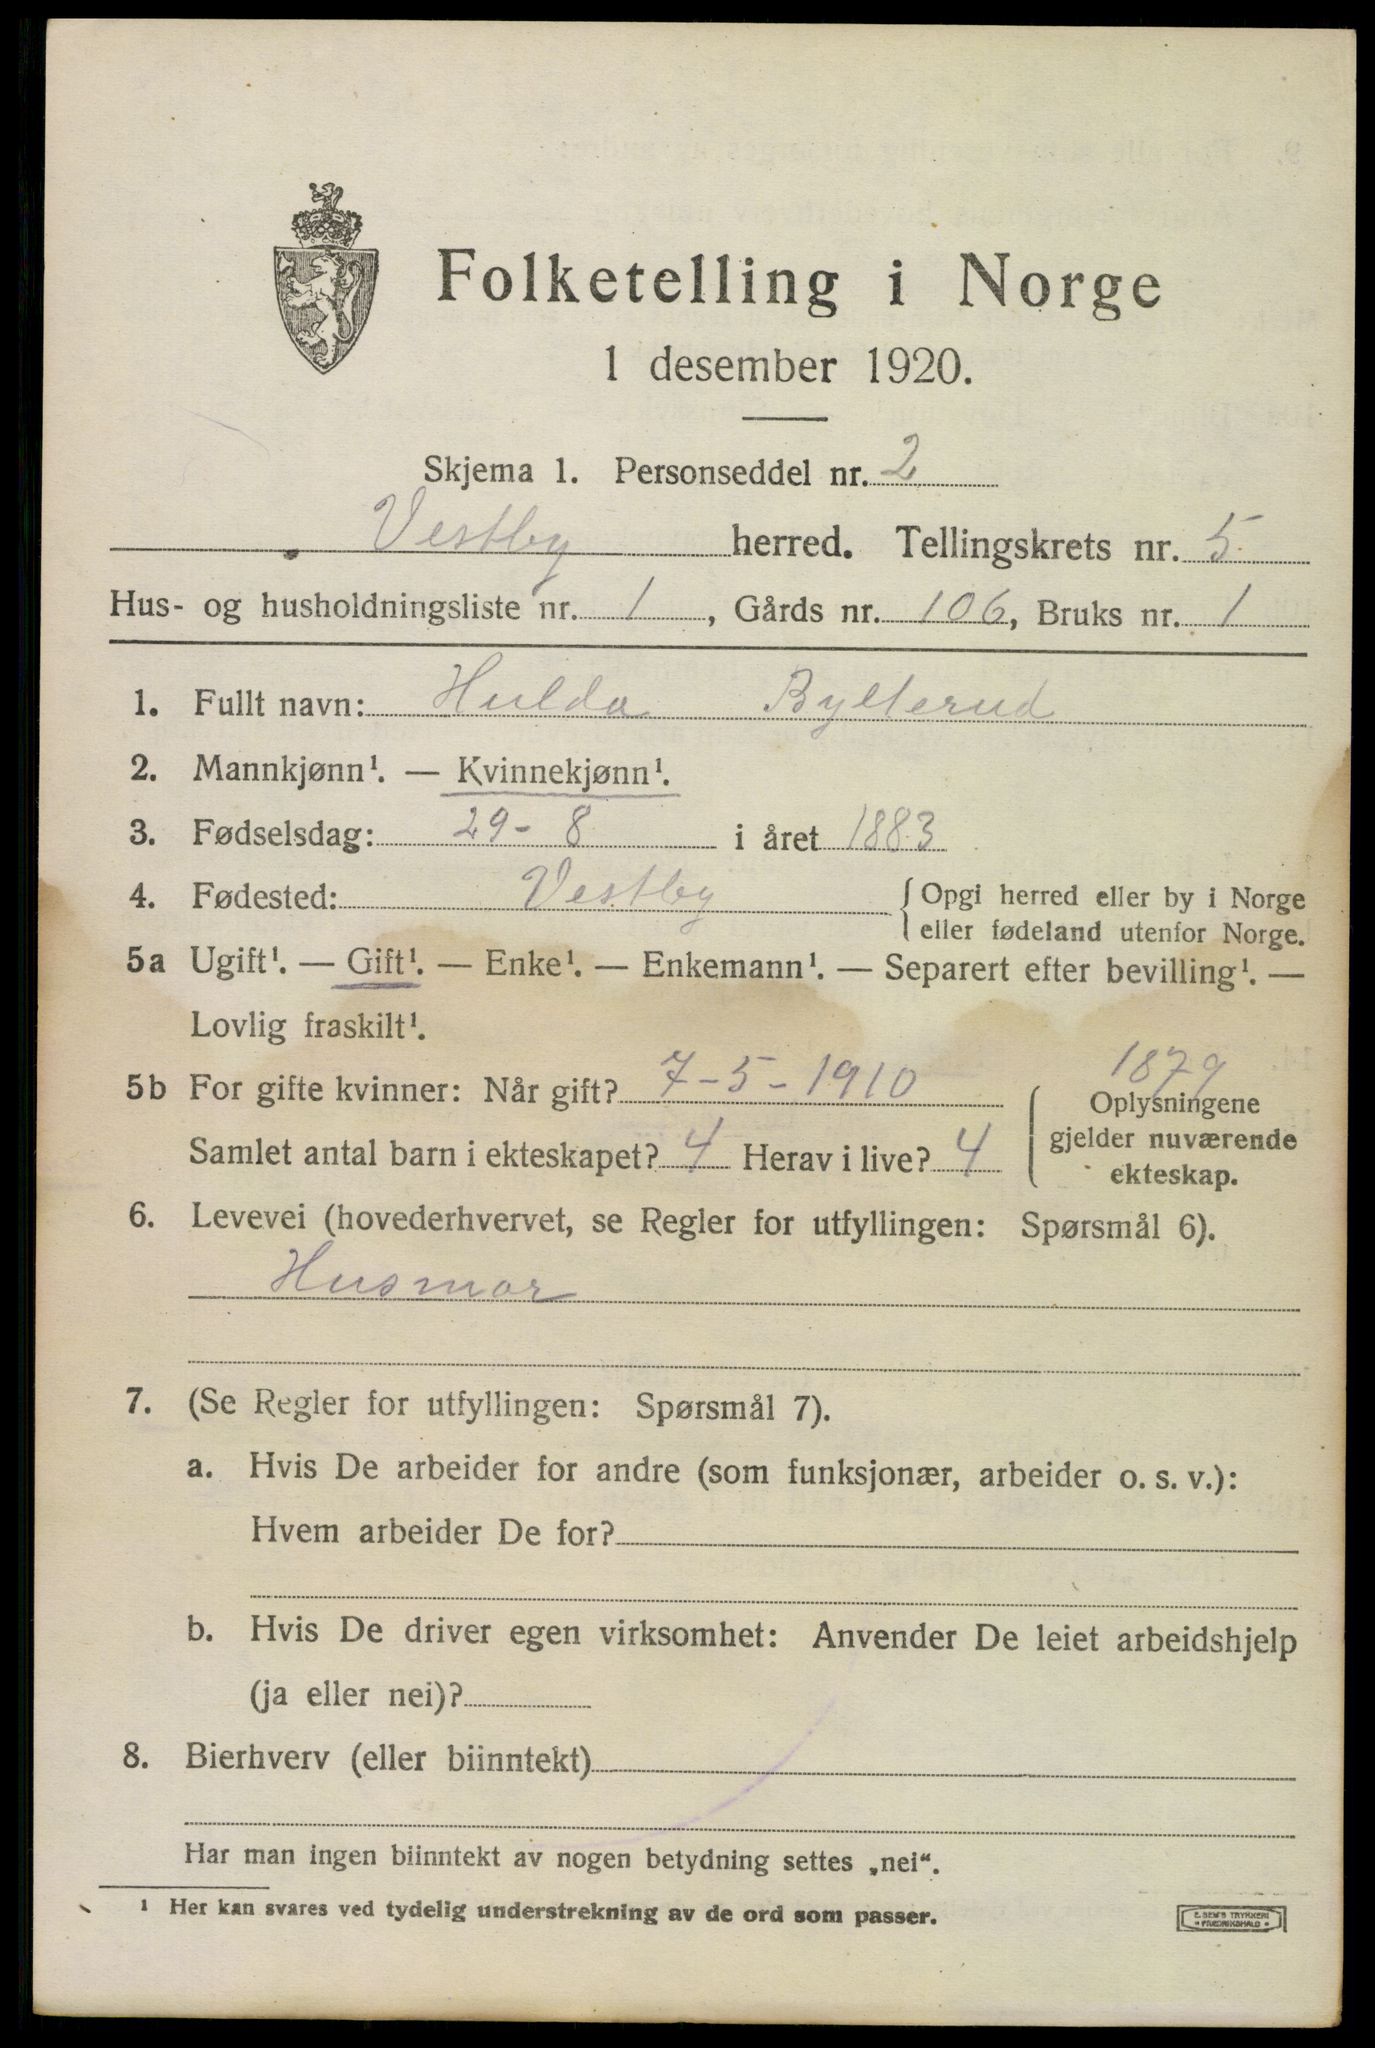 Folketelling i Norge
1 desember 1920.
Skjema 1. Personseddel nr. 2
Vestby herred. Tellingskrets nr. 5
Hus- og husholdningsliste nr. 1, Gårds nr. 106, Bruks nr. 1
1. Fullt navn: Hulda Bylterud
2. Mannkjønn¹. — Kvinnekjønn¹.
3. Fødselsdag: 29-8 i året 1883
4. Fødested: Vestby { Opgi herred eller by i Norge
eller fødeland utenfor Norge.
5a Ugift¹. — Gift¹. — Enke¹. — Enkemann¹. — Separert efter bevilling¹. —
Lovlig fraskilt¹.
1879
5b For gifte kvinner: Når gift? 7-5-1910 { Oplysningene
gjelder nuværende
ekteskap.
Samlet antal barn i ekteskapet? 4 Herav i live? 4
6. Levevei (hovederhvervet, se Regler for utfyllingen: Spørsmål 6).
Husmor
7. (Se Regler for utfyllingen: Spørsmål 7).
a. Hvis De arbeider for andre (som funksjonær, arbeider o. s. v.):
Hvem arbeider De for?
b. Hvis De driver egen virksomhet: Anvender De leiet arbeidshjelp
(ja eller nei)?
8. Bierhverv (eller biinntekt)
Har man ingen biinntekt av nogen betydning settes „nei“.
¹ Her kan svares ved tydelig understrekning av de ord som passer.
E. SEM'S TRYKKERI
FREDRIKSHALD